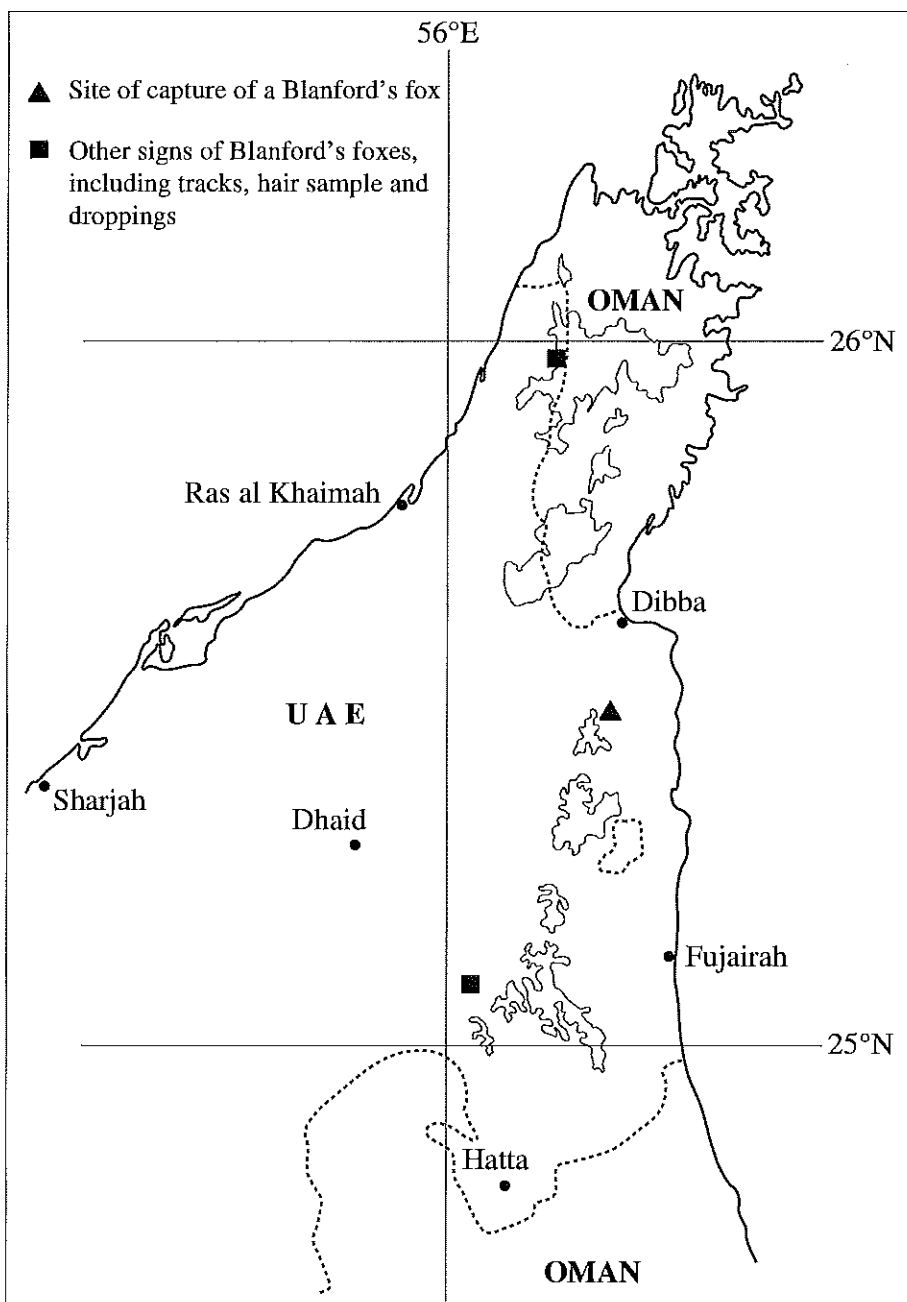 56°E
Site of capture of a Blanford's fox
Other signs of Blanford's foxes,
including tracks, hair sample and
droppings
OMAN
26°N
Ras al Khaimah
Dibba
U A E
Sharjah
Dhaid
Fujairah
25°N
Hatta
OMAN